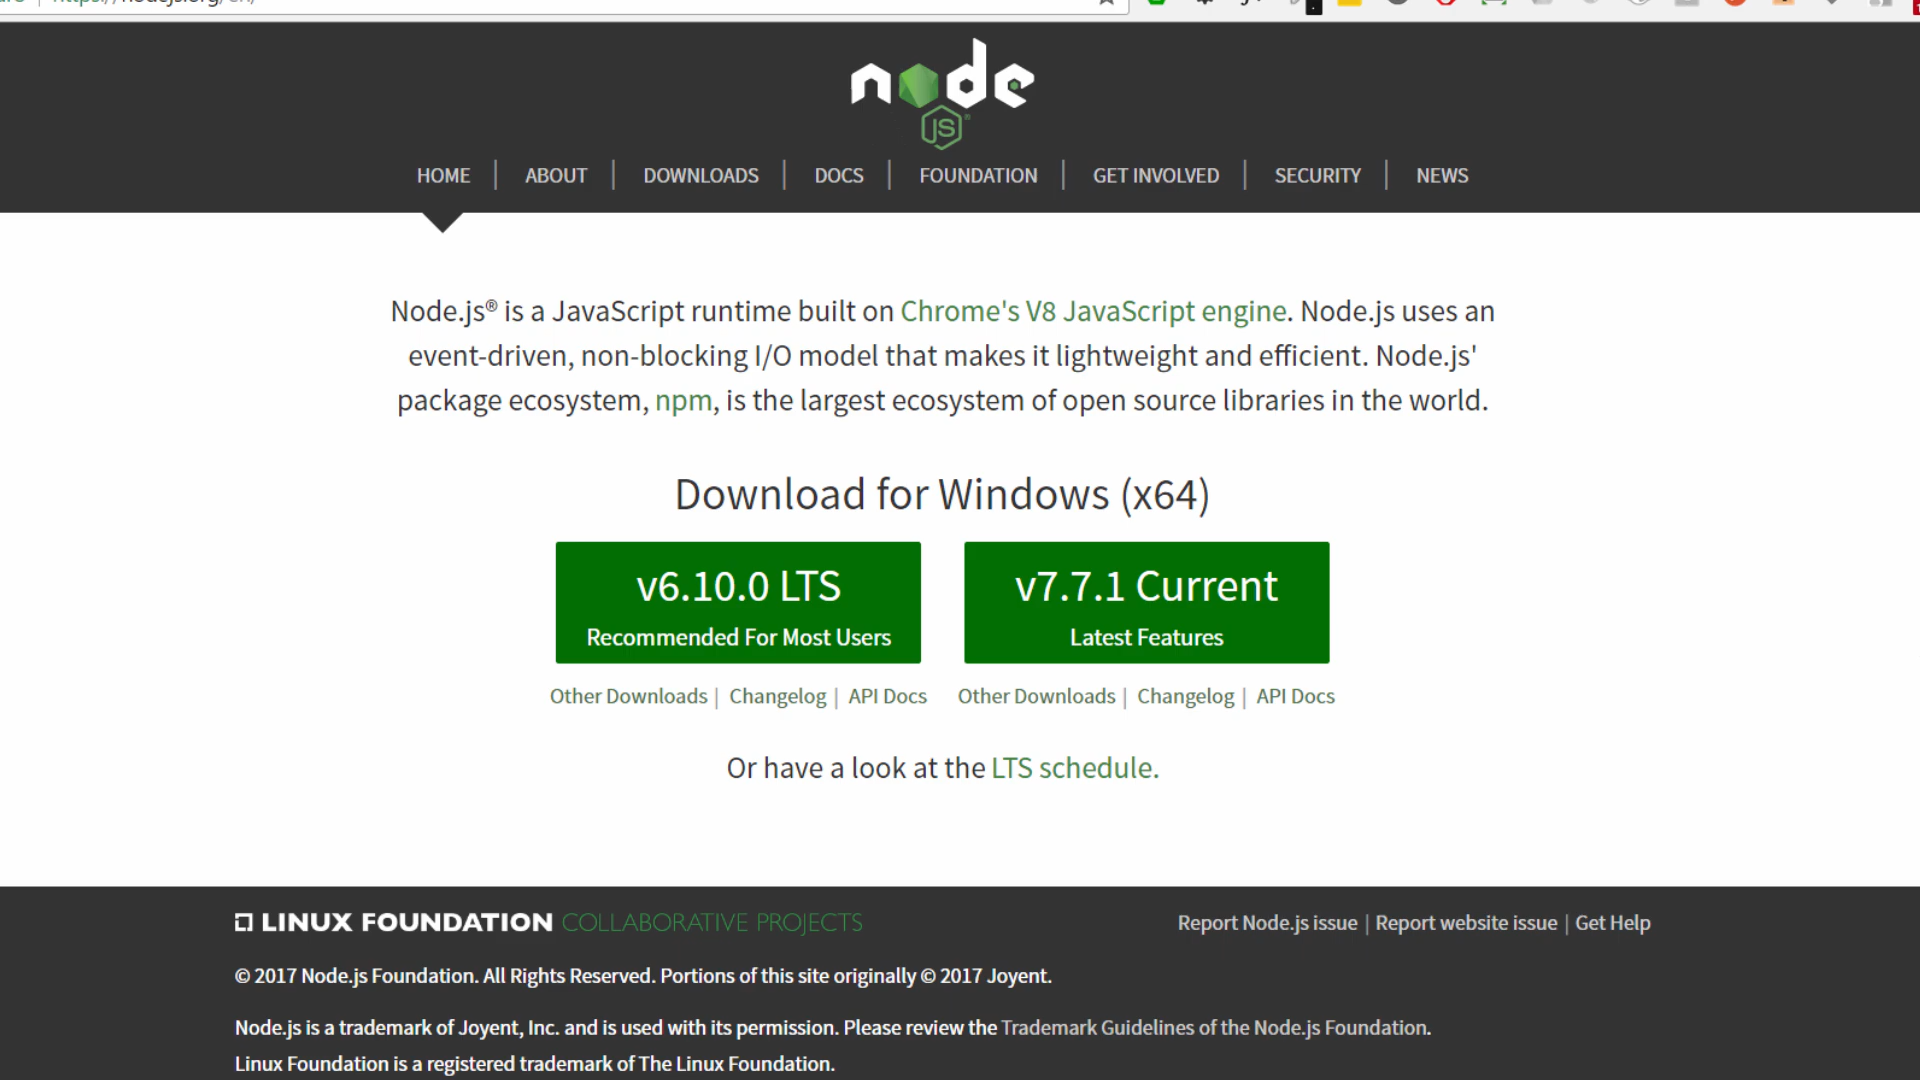 node
JS®
HOME | ABOUT | DOWNLOADS | DOCS | FOUNDATION | GET INVOLVED | SECURITY | NEWS
Node.js® is a JavaScript runtime built on Chrome's V8 JavaScript engine. Node.js uses an
event-driven, non-blocking I/O model that makes it lightweight and efficient. Node.js'
package ecosystem, npm, is the largest ecosystem of open source libraries in the world.
Download for Windows (x64)
v6.10.0 LTS
Recommended For Most Users
v7.7.1 Current
Latest Features
Other Downloads | Changelog | API Docs
Other Downloads | Changelog | API Docs
Or have a look at the LTS schedule.
LINUX FOUNDATION COLLABORATIVE PROJECTS
Report Node.js issue | Report website issue | Get Help
© 2017 Node.js Foundation. All Rights Reserved. Portions of this site originally © 2017 Joyent.
Node.js is a trademark of Joyent, Inc. and is used with its permission. Please review the Trademark Guidelines of the Node.js Foundation.
Linux Foundation is a registered trademark of The Linux Foundation.